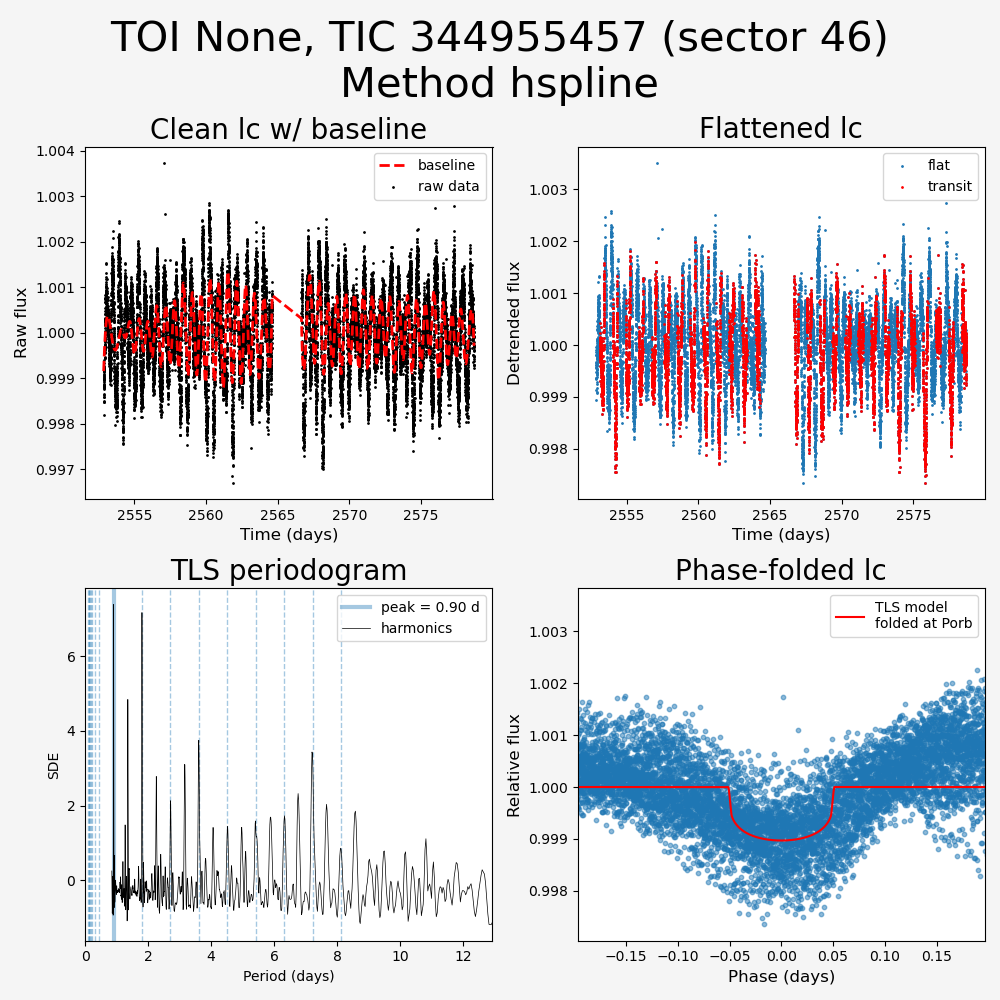 TOI None, TIC 344955457 (sector 46)
Method hspline
Clean lc w/ baseline
Flattened lc
1.004
1.003
1.002
1.001
1.000
0.999
0.998
0.997
Raw flux
baseline
raw data
2555
2560
2565
2570
2575
Time (days)
1.003
1.002
1.001
1.000
0.999
0.998
Detrended flux
flat
transit
2555
2560
2565
2570
2575
Time (days)
TLS periodogram
Phase-folded lc
6
4
2
0
SDE
peak = 0.90 d
harmonics
0
2
4
6
8
10
12
Period (days)
1.003
1.002
1.001
1.000
0.999
0.998
Relative flux
TLS model
folded at Porb
−0.15
−0.10
−0.05
0.00
0.05
0.10
0.15
Phase (days)